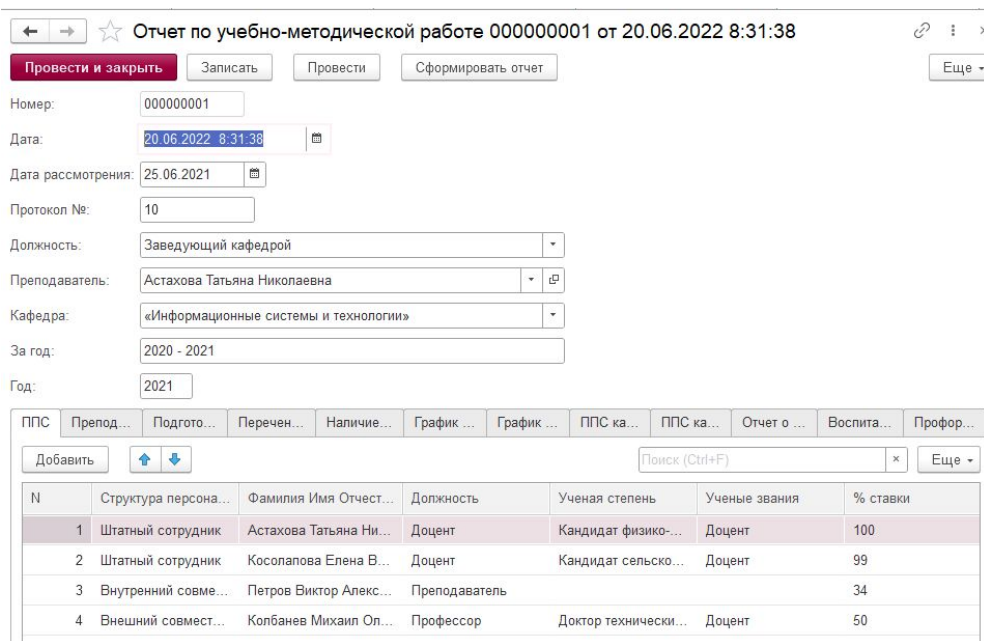 Отчет по учебно-методической работе 000000001 от 20.06.2022 8:31:38
Провести и закрыть Записать Провести Сформировать отчет Еще
Номер: 000000001
Дата: 20.06.2022 8:31:38
Дата рассмотрения: 25.06.2021
Протокол №: 10
Должность: Заведующий кафедрой
Преподаватель: Астахова Татьяна Николаевна
Кафедра: «Информационные системы и технологии»
За год: 2020 - 2021
Год: 2021
ППС Препод... Подгото... Перечен... Наличие... График ... График ... ППС ка... ППС ка... Отчет о ... Воспита... Профор...
Добавить Поиск (Ctrl+F) × Еще
N Структура персона... Фамилия Имя Отчест... Должность Ученая степень Ученые звания % ставки
1 Штатный сотрудник Астахова Татьяна Ни... Доцент Кандидат физико-... Доцент 100
2 Штатный сотрудник Косолапова Елена В... Доцент Кандидат сельско... Доцент 99
3 Внутренний совме... Петров Виктор Алекс... Преподаватель 34
4 Внешний совмест... Колбанев Михаил Ол... Профессор Доктор технически... Доцент 50